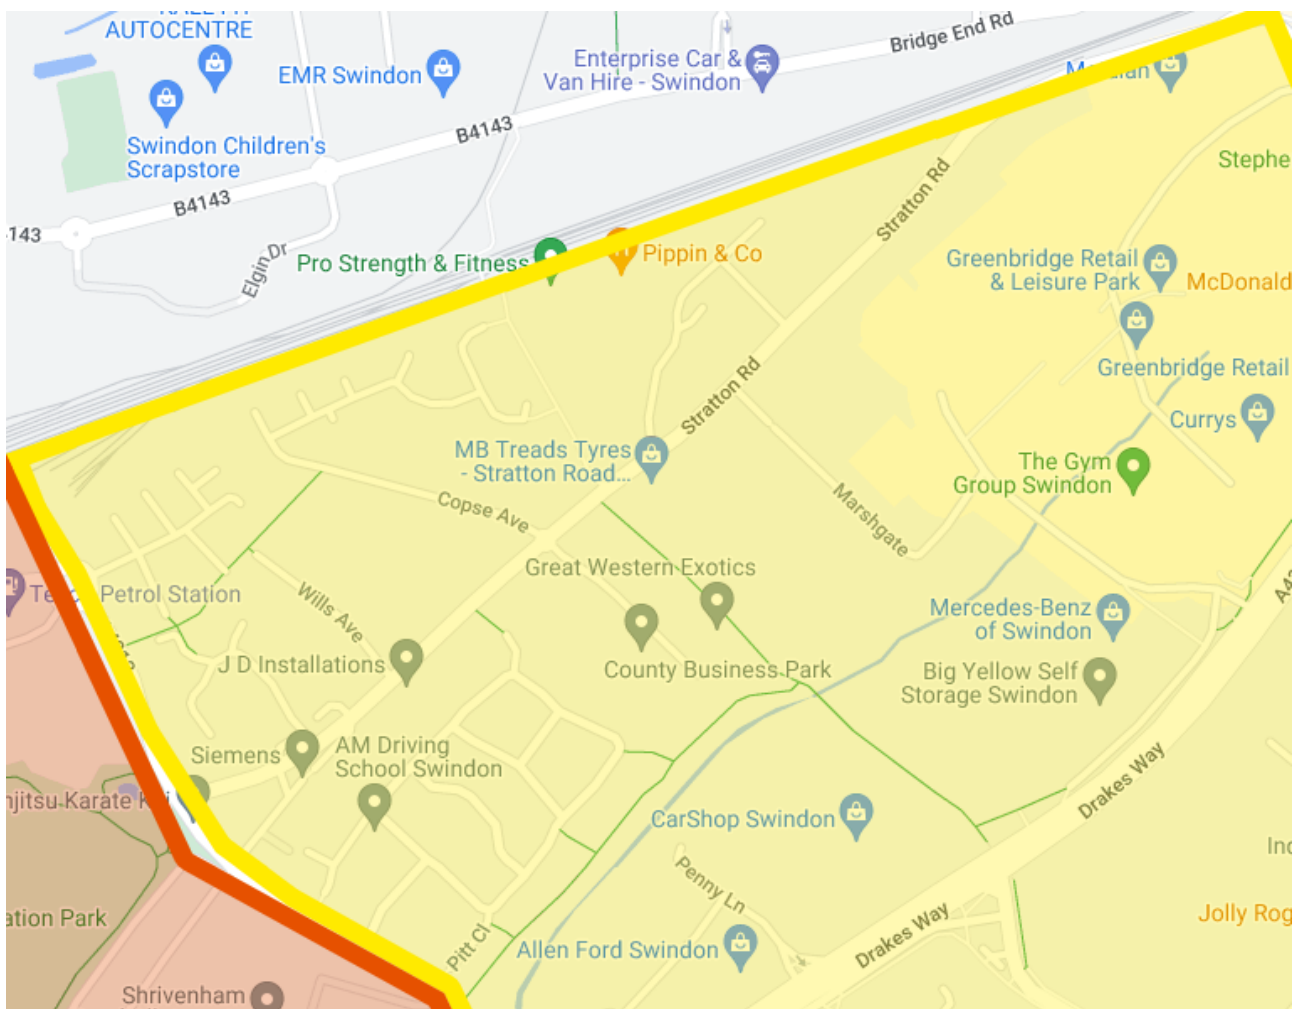 AUTOCENTRE
EMR Swindon
Enterprise Car &
Van Hire - Swindon
Bridge End Rd
Swindon Children's
Scrapstore
B4143
B4143
143
Elgin Dr
Pro Strength & Fitness
Pippin & Co
Stratton Rd
Stephe
Greenbridge Retail
& Leisure Park
McDonald
Greenbridge Retail
Currys
Stratton Rd
MB Treads Tyres
- Stratton Road...
The Gym
Group Swindon
Copse Ave
Marshgate
Great Western Exotics
Petrol Station
Wills Ave
Mercedes-Benz
of Swindon
J D Installations
County Business Park
Big Yellow Self
Storage Swindon
Siemens
AM Driving
School Swindon
Drakes Way
njitsu Karate
CarShop Swindon
Penny Ln
ation Park
Pitt Cl
Allen Ford Swindon
Drakes Way
Jolly Rog
Shrivenham